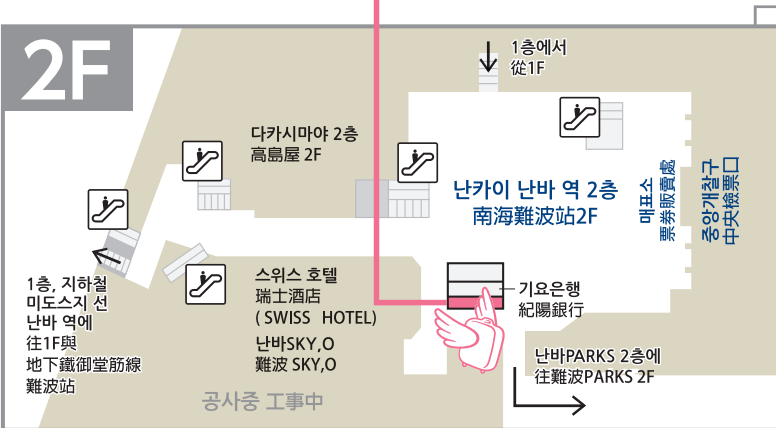 2F
1층에서
從1F
다카시마야 2층
高島屋 2F
난카이 난바 역 2층
南海難波站2F
매표소
票券販賣處
중앙개찰구
中央檢票口
1층, 지하철
미도스지 선
난바 역에
往1F與
地下鐵御堂筋線
難波站
스위스 호텔
瑞士酒店
( SWISS HOTEL)
난바SKY,O
難波 SKY,O
기요은행
紀陽銀行
난바PARKS 2층에
往難波PARKS 2F
공사중 工事中